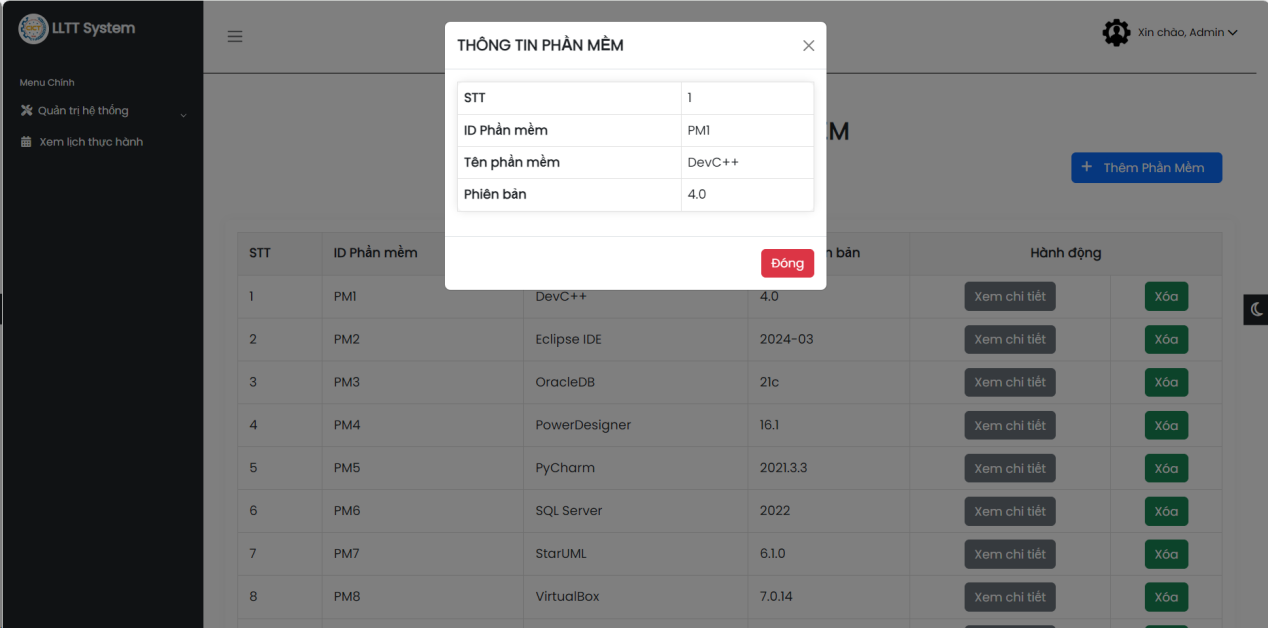 LLTT System
Menu Chính
Quản trị hệ thống
Xem lịch thực hành
Xin chào, Admin
THÔNG TIN PHẦN MỀM
STT 1
ID Phần mềm PM1
Tên phần mềm DevC++
Phiên bản 4.0
Đóng
Thêm Phần Mềm
STT ID Phần mềm bản Hành động
1 PM1 DevC++ 4.0 Xem chi tiết Xóa
2 PM2 Eclipse IDE 2024-03 Xem chi tiết Xóa
3 PM3 OracleDB 21c Xem chi tiết Xóa
4 PM4 PowerDesigner 16.1 Xem chi tiết Xóa
5 PM5 PyCharm 2021.3.3 Xem chi tiết Xóa
6 PM6 SQL Server 2022 Xem chi tiết Xóa
7 PM7 StarUML 6.1.0 Xem chi tiết Xóa
8 PM8 VirtualBox 7.0.14 Xem chi tiết Xóa